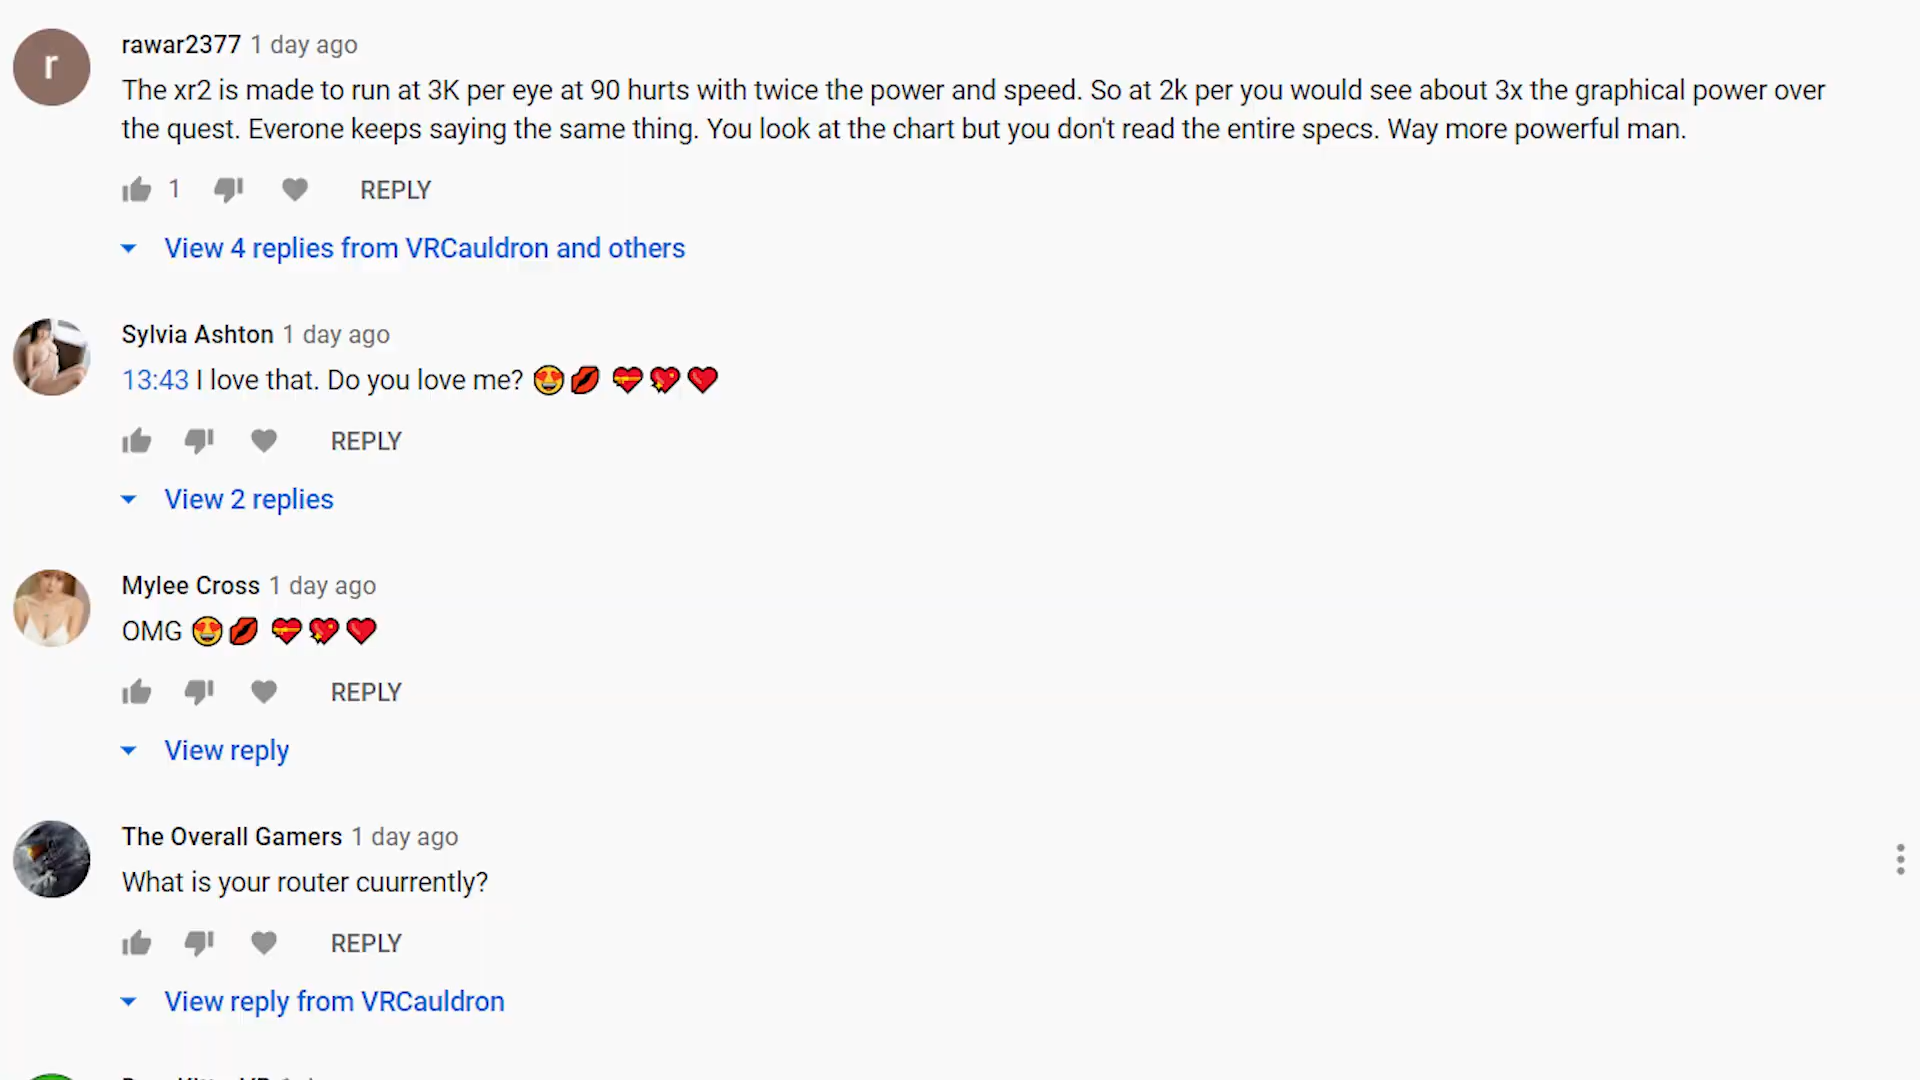 r
rawar2377 1 day ago
The xr2 is made to run at 3K per eye at 90 hurts with twice the power and speed. So at 2k per you would see about 3x the graphical power over
the quest. Everone keeps saying the same thing. You look at the chart but you don't read the entire specs. Way more powerful man.
1 REPLY
View 4 replies from VRCauldron and others
Sylvia Ashton 1 day ago
13:43 I love that. Do you love me? 😍💋 💝💖❤️
REPLY
View 2 replies
Mylee Cross 1 day ago
OMG 😍💋 💝💖❤️
REPLY
View reply
The Overall Gamers 1 day ago
What is your router cuurrently?
REPLY
View reply from VRCauldron